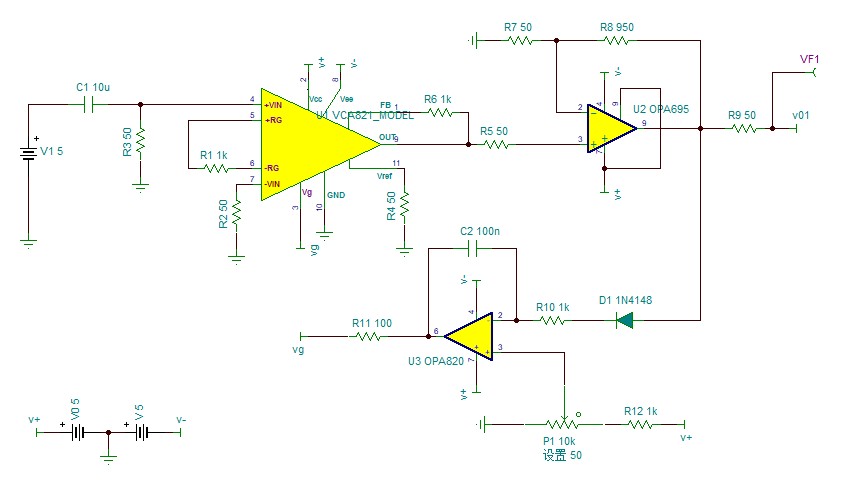 R7 50
R8 950
VF1
v+
v-
v-
C1 10u
2
8
Vcc
Vee
4
9
2
U2 OPA695
4
+VIN
FB
1
R6 1k
U1 VCA821_MODEL
5
+RG
9
R9 50
v01
+
V1 5
R3 50
OUT
9
R5 50
3
7
R1 1k
6
-RG
11
Vref
7
-VIN
Vg
GND
v+
R2 50
3
10
R4 50
vg
C2 100n
v-
4
2
R10 1k
D1 1N4148
R11 100
6
vg
3
U3 OPA820
7
v+
V0 5
V 5
v+
+
+
v-
R12 1k
P1 10k
v+
设置 50